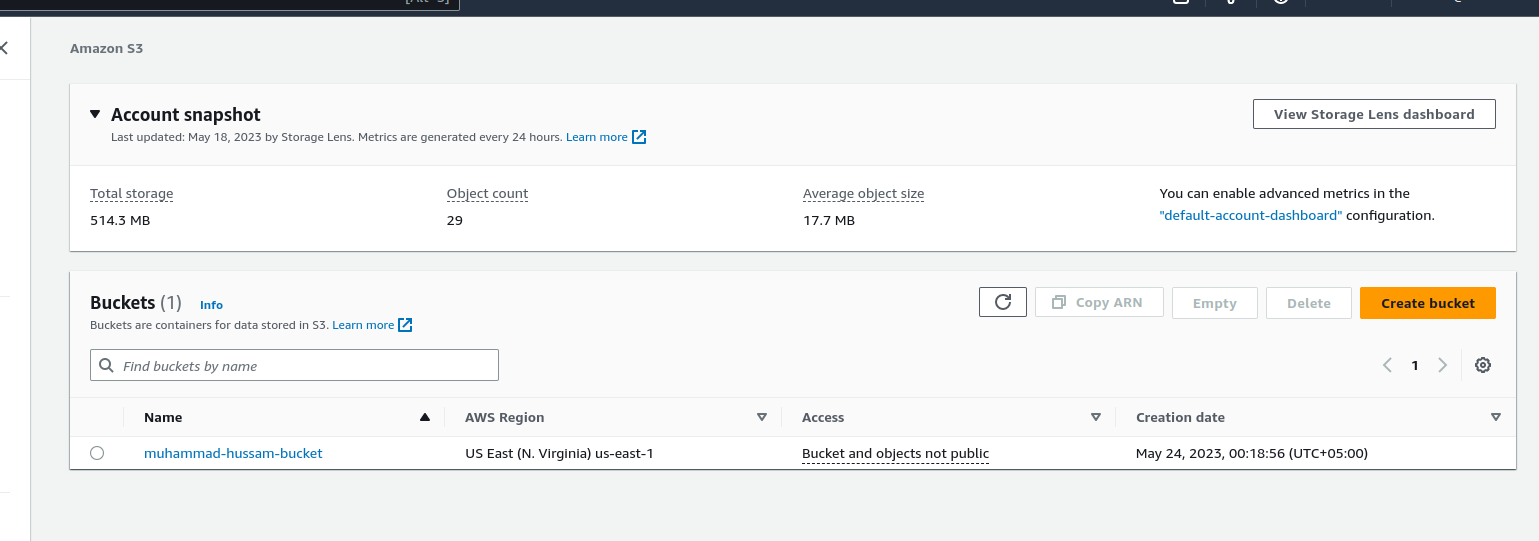 Amazon S3
Account snapshot
View Storage Lens dashboard
Last updated: May 18, 2023 by Storage Lens. Metrics are generated every 24 hours. Learn more
Total storage
514.3 MB
Object count
29
Average object size
17.7 MB
You can enable advanced metrics in the
"default-account-dashboard" configuration.
Buckets (1) Info
Buckets are containers for data stored in S3. Learn more
Copy ARN
Empty
Delete
Create bucket
Find buckets by name
1
Name AWS Region Access Creation date
muhammad-hussam-bucket US East (N. Virginia) us-east-1 Bucket and objects not public May 24, 2023, 00:18:56 (UTC+05:00)